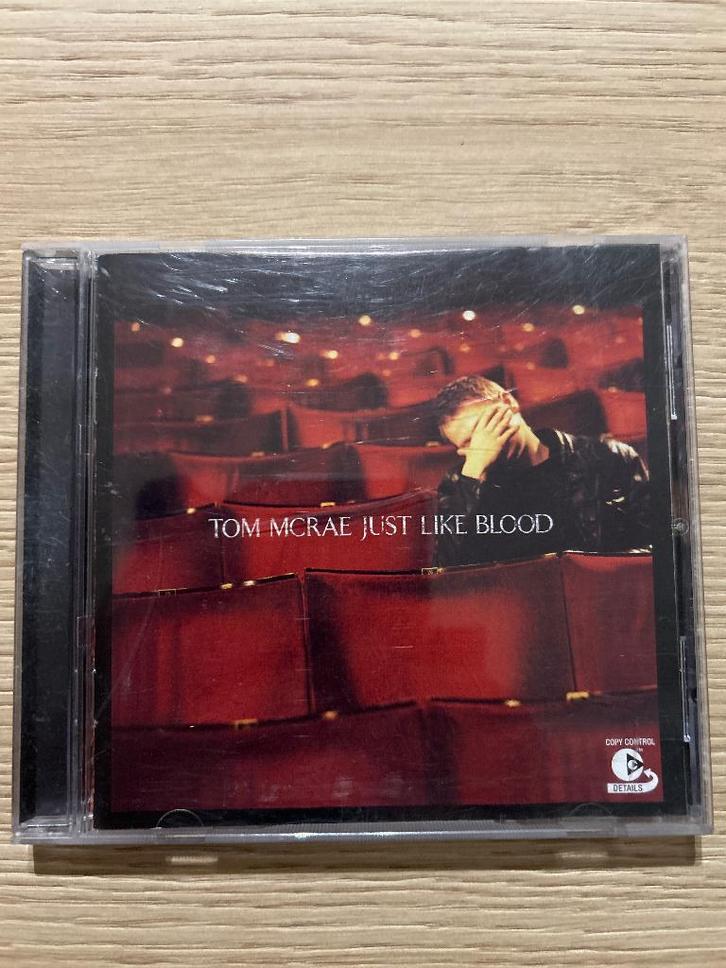 TOM MCRAE JUST LIKE BLOOD
COPY CONTROL
DETAILS